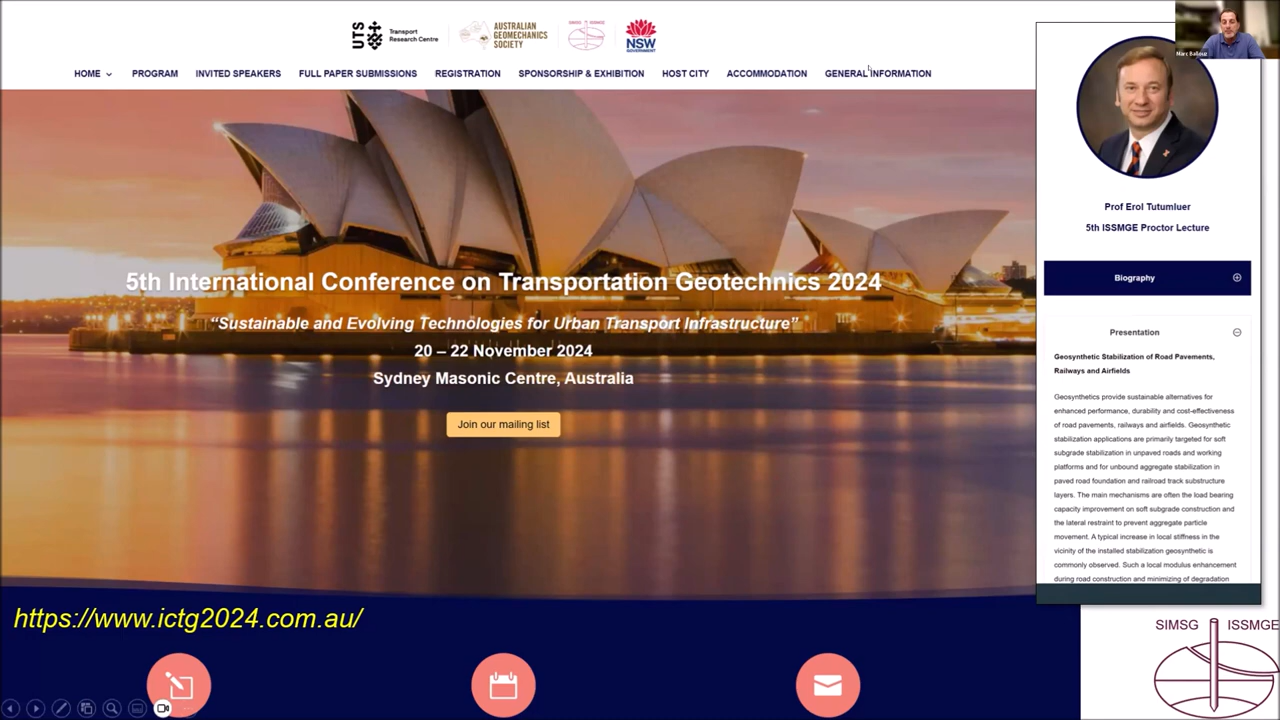 UTS
Transport
Research Centre
AUSTRALIAN
GEOMECHANICS
SOCIETY
SIMSG ISSMGE
NSW
GOVERNMENT
HOME
PROGRAM
INVITED SPEAKERS
FULL PAPER SUBMISSIONS
REGISTRATION
SPONSORSHIP & EXHIBITION
HOST CITY
ACCOMMODATION
GENERAL INFORMATION
5th International Conference on Transportation Geotechnics 2024
“Sustainable and Evolving Technologies for Urban Transport Infrastructure”
20 – 22 November 2024
Sydney Masonic Centre, Australia
Join our mailing list
https://www.ictg2024.com.au/
Prof Erol Tutumluer
5th ISSMGE Proctor Lecture
Biography
Presentation
Geosynthetic Stabilization of Road Pavements,
Railways and Airfields
Geosynthetics provide sustainable alternatives for
enhanced performance, durability and cost-effectiveness
of road pavements, railways and airfields. Geosynthetic
stabilization applications are primarily targeted for soft
subgrade stabilization in unpaved roads and working
platforms and for unbound aggregate stabilization in
paved road foundation and railroad track substructure
layers. The main mechanisms are often the load bearing
capacity improvement on soft subgrade construction and
the lateral restraint to prevent aggregate particle
movement. A typical increase in local stiffness in the
vicinity of the installed stabilization geosynthetic is
commonly observed. Such a local modulus enhancement
during road construction and minimizing of degradation
SIMSG ISSMGE